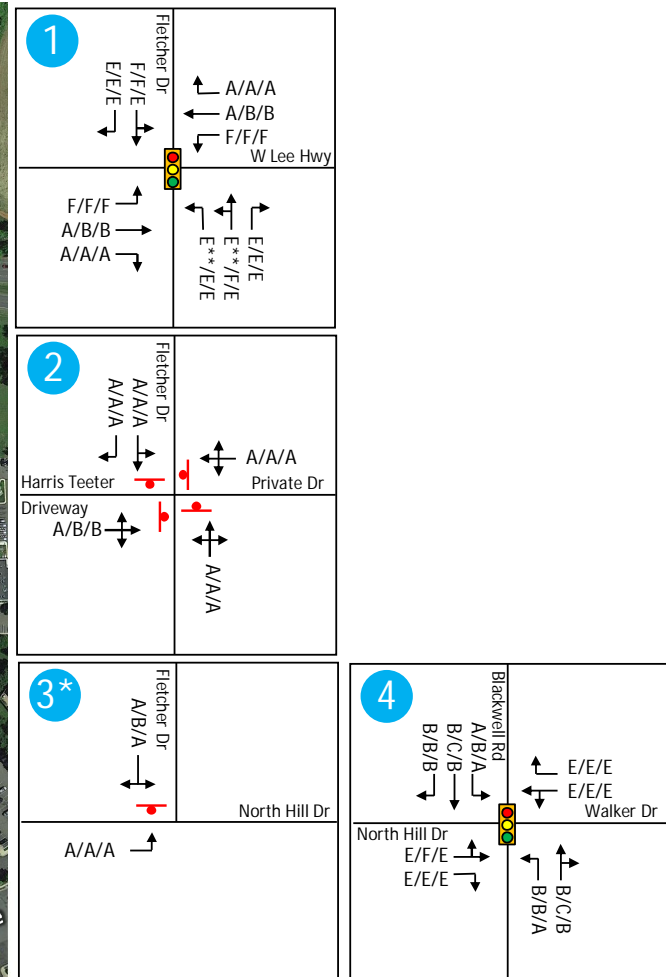 1
Fletcher Dr
E/E/E
F/F/E
A/A/A
A/B/B
F/F/F
W Lee Hwy
F/F/F
A/B/B
A/A/A
E**/E/E
E**/F/E
E/E/E
2
Fletcher Dr
A/A/A
A/A/A
A/A/A
Harris Teeter
Private Dr
Driveway
A/B/B
A/A/A
3*
Fletcher Dr
A/B/A
North Hill Dr
A/A/A
4
Blackwell Rd
B/B/B
B/C/B
A/B/A
E/E/E
E/E/E
Walker Dr
North Hill Dr
E/F/E
E/E/E
B/B/A
B/C/B